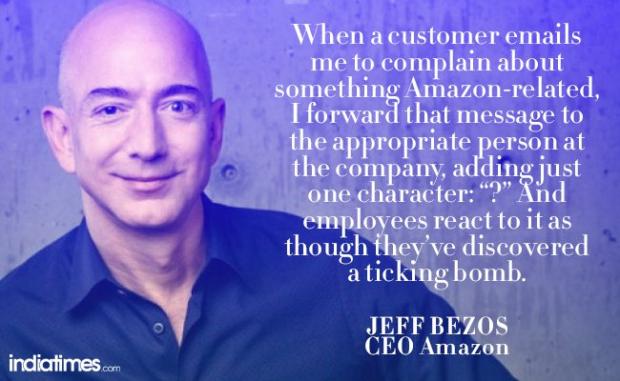 When a customer emails
me to complain about
something Amazon-related,
I forward that message to
the appropriate person at
the company, adding just
one character: “?” And
employees react to it as
though they’ve discovered
a ticking bomb.
JEFF BEZOS
CEO Amazon
indiatimes.com